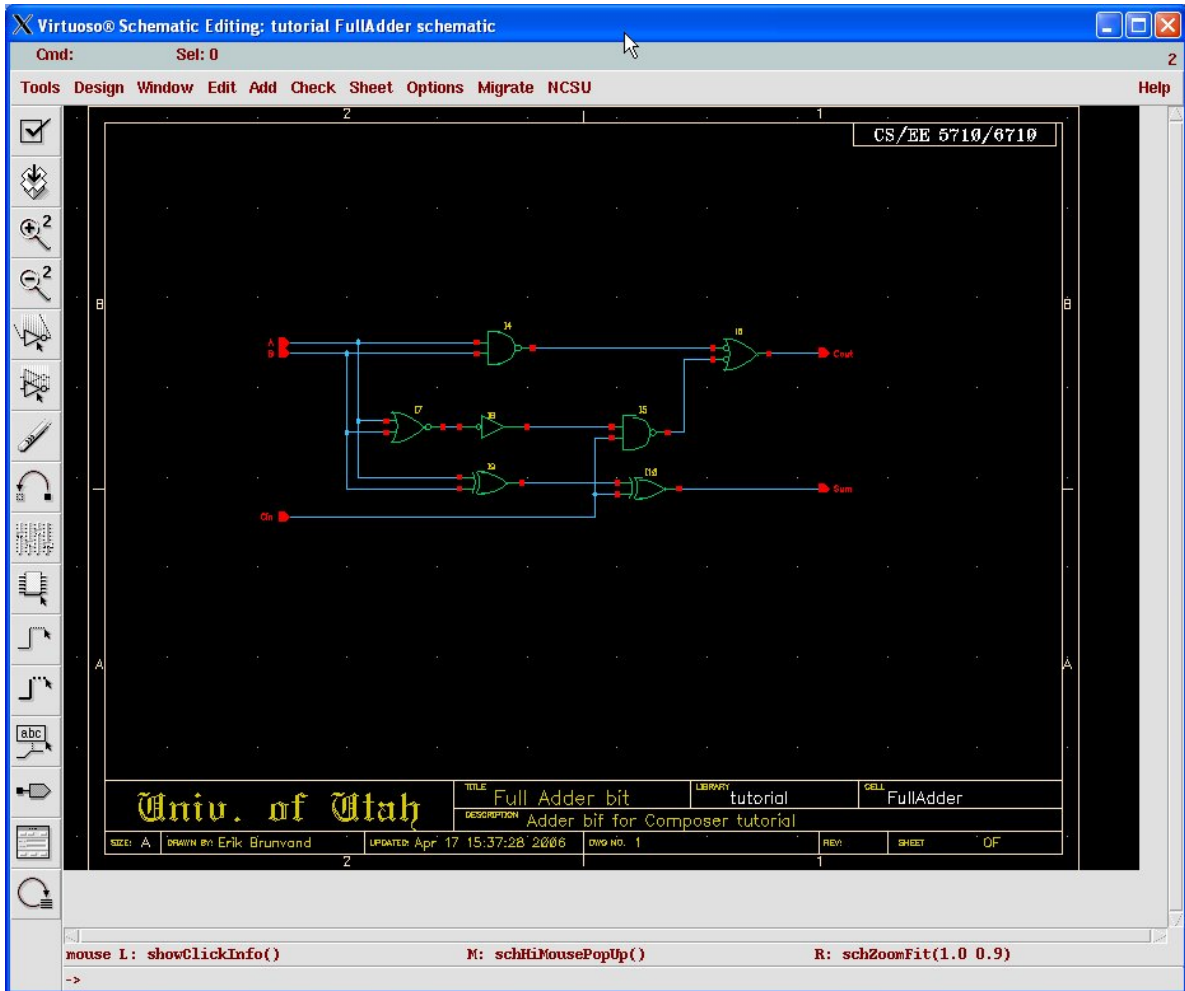 Virtuoso® Schematic Editing: tutorial FullAdder schematic
Cmd: Sel: 0 2
Tools Design Window Edit Add Check Sheet Options Migrate NCSU Help
2 1
CS/EE 5710/6710
2
2
B B
I4 I6
A
B Cout
I7 I8 I5
I9 I10
Sum
Cin
A A
abc
Univ. of Utah
TITLE Full Adder bit LIBRARY tutorial CELL FullAdder
DESCRIPTION Adder bif for Composer tutorial
SIZE: A DRAWN BY: Erik Brunvand UPDATED: Apr 17 15:37:28 2006 DWG NO. 1 REV: SHEET OF
2 1
mouse L: showClickInfo() M: schHiMousePopUp() R: schZoomFit(1.0 0.9)
->